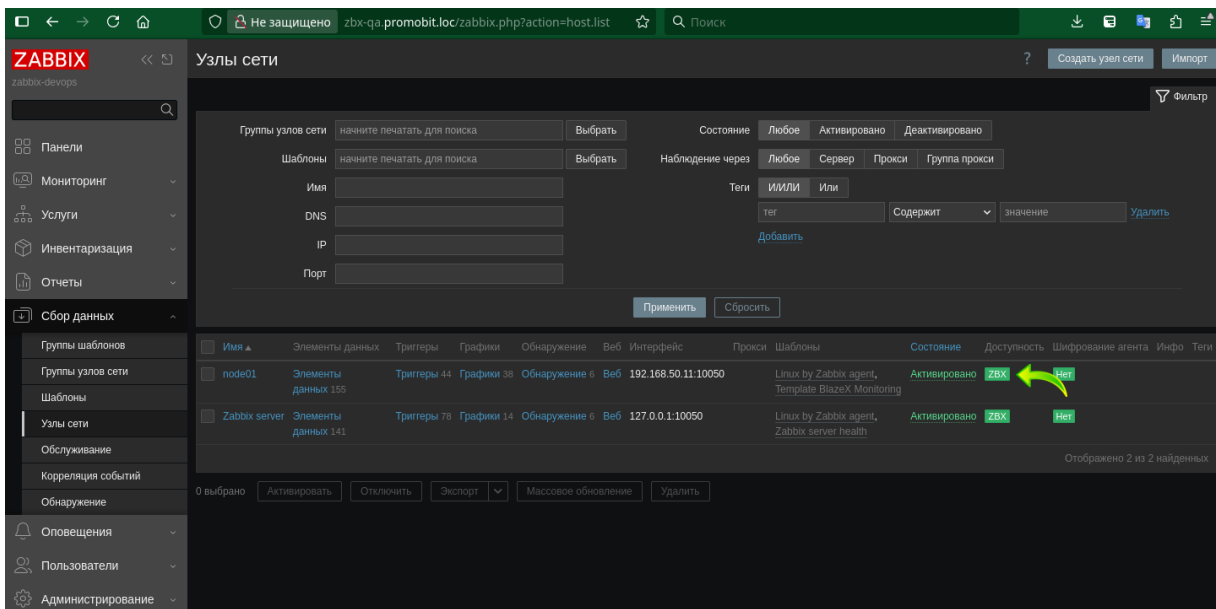 Не защищено zbx-qa.promobit.loc/zabbix.php?action=host.list Поиск
ZABBIX
zabbix-devops
Узлы сети
? Создать узел сети Импорт
Фильтр
Панели
Мониторинг
Услуги
Инвентаризация
Отчеты
Сбор данных
Группы шаблонов
Группы узлов сети
Шаблоны
Узлы сети
Обслуживание
Корреляция событий
Обнаружение
Оповещения
Пользователи
Администрирование
Группы узлов сети начните печатать для поиска Выбрать
Шаблоны начните печатать для поиска Выбрать
Имя
DNS
IP
Порт
Состояние Любое Активировано Деактивировано
Наблюдение через Любое Сервер Прокси Группа прокси
Теги И/ИЛИ Или
тег Содержит значение Удалить
Добавить
Применить Сбросить
Имя Элементы данных Триггеры Графики Обнаружение Веб Интерфейс Прокси Шаблоны Состояние Доступность Шифрование агента Инфо Теги
node01 Элементы Триггеры 44 Графики 38 Обнаружение 6 Веб 192.168.50.11:10050 Linux by Zabbix agent, Активировано ZBX Нет
данных 155 Template BlazeX Monitoring
Zabbix server Элементы Триггеры 78 Графики 14 Обнаружение 6 Веб 127.0.0.1:10050 Linux by Zabbix agent, Активировано ZBX Нет
данных 141 Zabbix server health
Отображено 2 из 2 найденных
0 выбрано Активировать Отключить Экспорт Массовое обновление Удалить